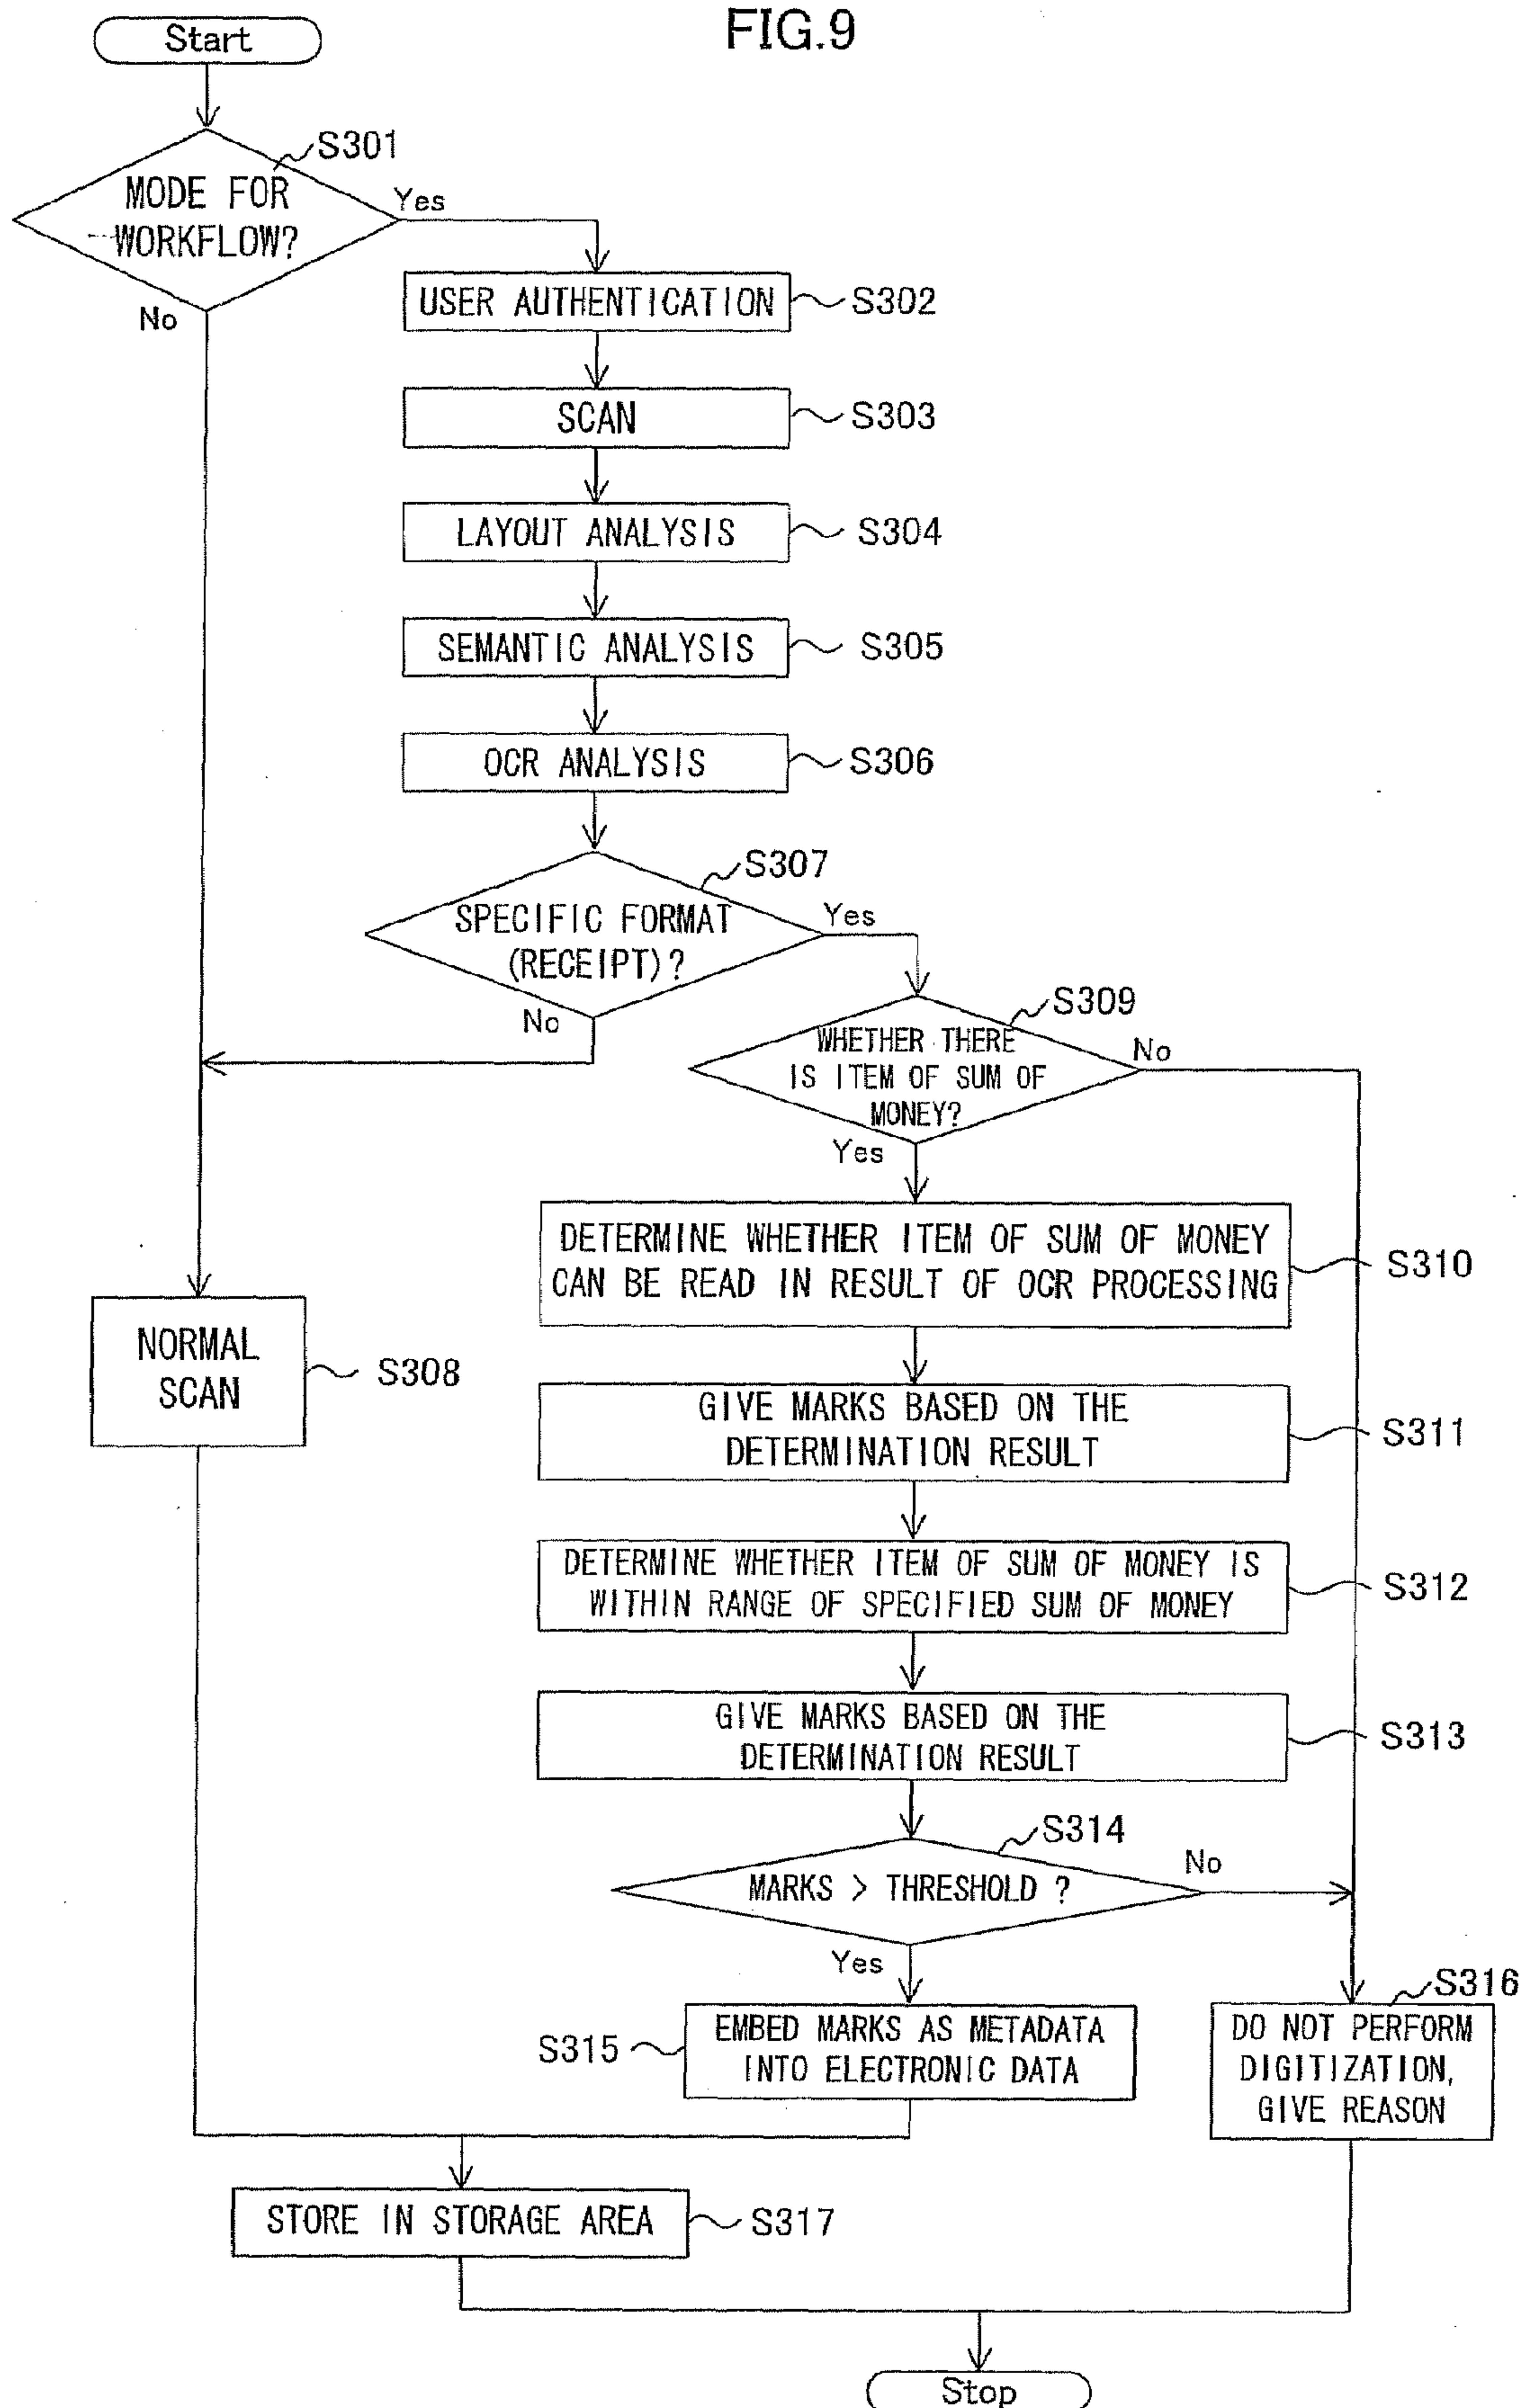 FIG.9
Start
S301
MODE FOR
WORKFLOW?
Yes
No
USER AUTHENTICATION
S302
SCAN
S303
LAYOUT ANALYSIS
S304
SEMANTIC ANALYSIS
S305
OCR ANALYSIS
S306
S307
SPECIFIC FORMAT
(RECEIPT)?
Yes
No
S309
WHETHER THERE
IS ITEM OF SUM OF
MONEY?
No
Yes
DETERMINE WHETHER ITEM OF SUM OF MONEY
CAN BE READ IN RESULT OF OCR PROCESSING
S310
NORMAL
SCAN
S308
GIVE MARKS BASED ON THE
DETERMINATION RESULT
S311
DETERMINE WHETHER ITEM OF SUM OF MONEY IS
WITHIN RANGE OF SPECIFIED SUM OF MONEY
S312
GIVE MARKS BASED ON THE
DETERMINATION RESULT
S313
S314
MARKS > THRESHOLD ?
No
Yes
S315
EMBED MARKS AS METADATA
INTO ELECTRONIC DATA
S316
DO NOT PERFORM
DIGITIZATION,
GIVE REASON
STORE IN STORAGE AREA
S317
Stop